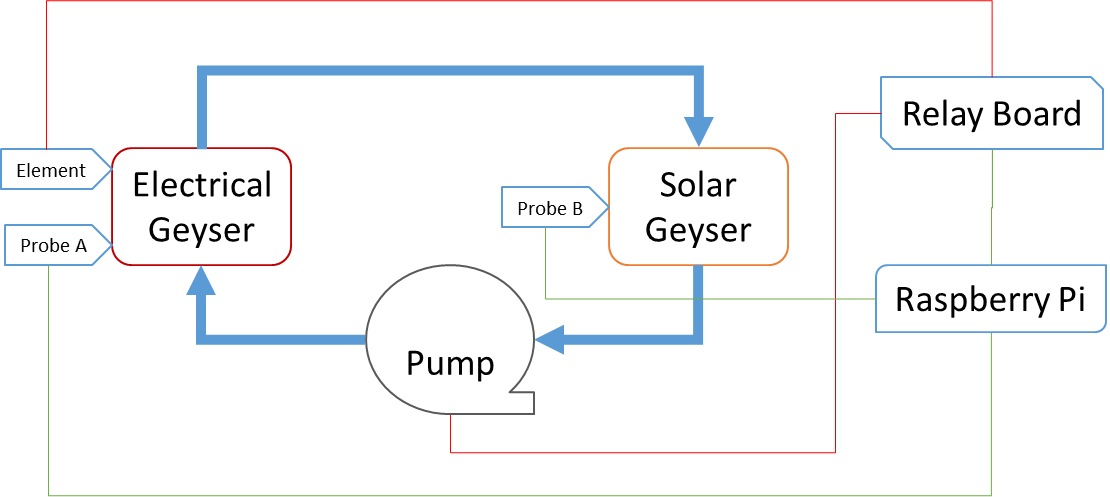 Relay Board
Element
Electrical
Geyser
Solar
Geyser
Probe B
Probe A
Raspberry Pi
Pump